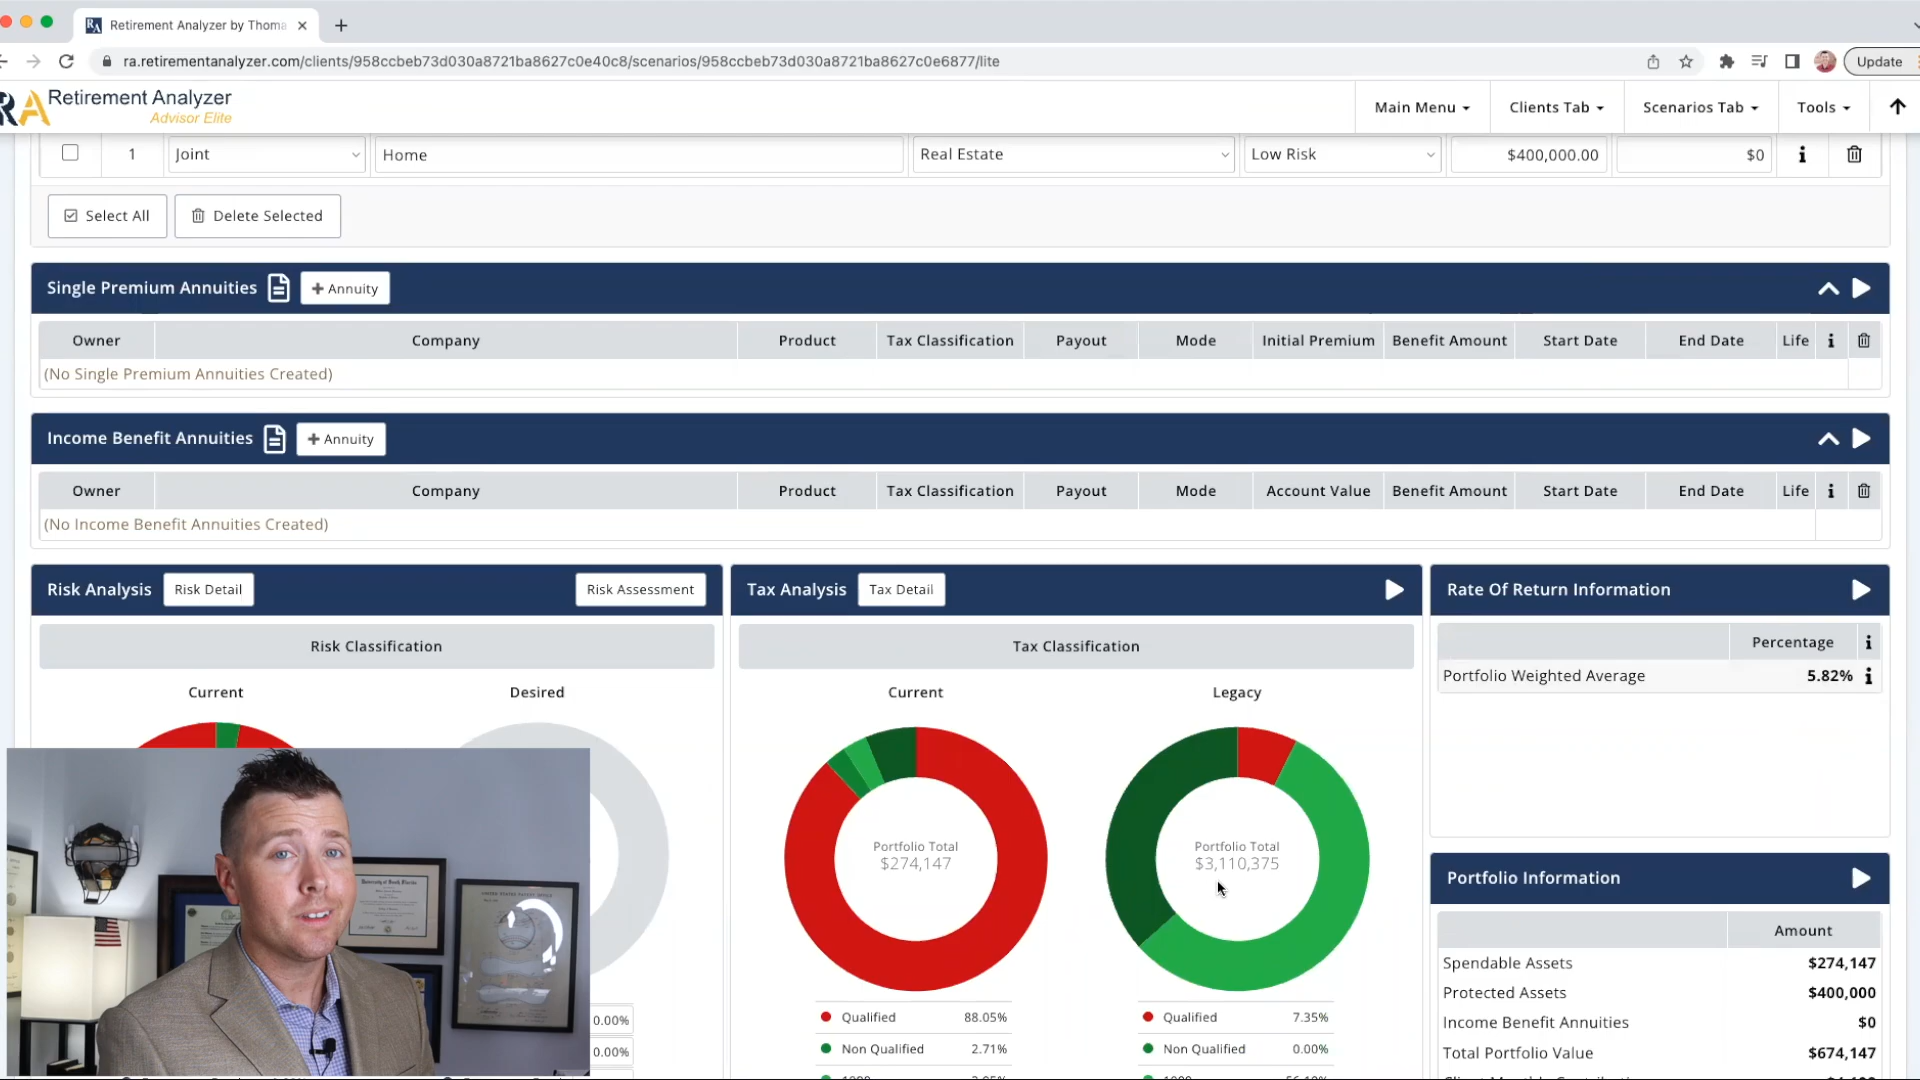 Retirement Analyzer by Thoma
ra.retirementanalyzer.com/clients/958ccbeb73d030a8721ba8627c0e40c8/scenarios/958ccbeb73d030a8721ba8627c0e6877/lite
Update
RA Retirement Analyzer
Advisor Elite
Main Menu Clients Tab Scenarios Tab Tools
1 Joint Home Real Estate Low Risk $400,000.00 $0
Select All Delete Selected
Single Premium Annuities + Annuity
Owner Company Product Tax Classification Payout Mode Initial Premium Benefit Amount Start Date End Date Life
(No Single Premium Annuities Created)
Income Benefit Annuities + Annuity
Owner Company Product Tax Classification Payout Mode Account Value Benefit Amount Start Date End Date Life
(No Income Benefit Annuities Created)
Risk Analysis Risk Detail Risk Assessment
Risk Classification
Current Desired
0.00%
0.00%
Tax Analysis Tax Detail
Tax Classification
Current Legacy
Portfolio Total
$274,147
Portfolio Total
$3,110,375
Qualified 88.05%
Non Qualified 2.71%
Qualified 7.35%
Non Qualified 0.00%
Rate Of Return Information
Percentage
Portfolio Weighted Average 5.82%
Portfolio Information
Amount
Spendable Assets $274,147
Protected Assets $400,000
Income Benefit Annuities $0
Total Portfolio Value $674,147